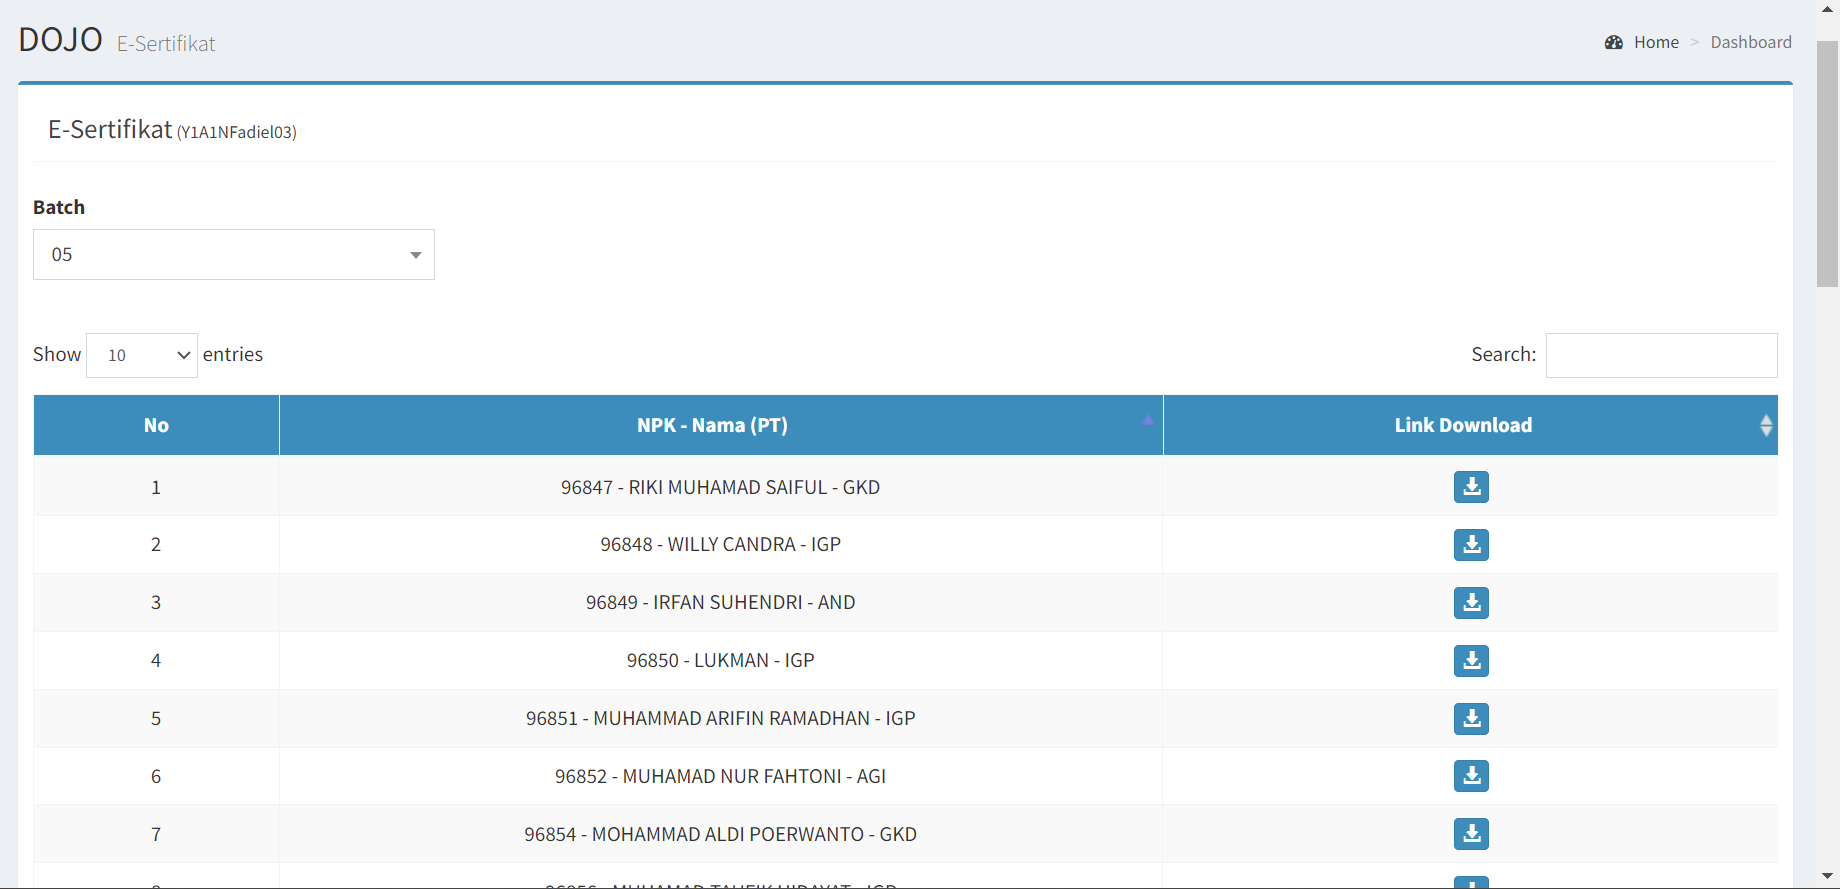 DOJO E-Sertifikat
Home > Dashboard
E-Sertifikat (Y1A1NFadiel03)
Batch
05
Show 10 entries
Search:
No NPK - Nama (PT) Link Download
1 96847 - RIKI MUHAMAD SAIFUL - GKD
2 96848 - WILLY CANDRA - IGP
3 96849 - IRFAN SUHENDRI - AND
4 96850 - LUKMAN - IGP
5 96851 - MUHAMMAD ARIFIN RAMADHAN - IGP
6 96852 - MUHAMAD NUR FAHTONI - AGI
7 96854 - MOHAMMAD ALDI POERWANTO - GKD